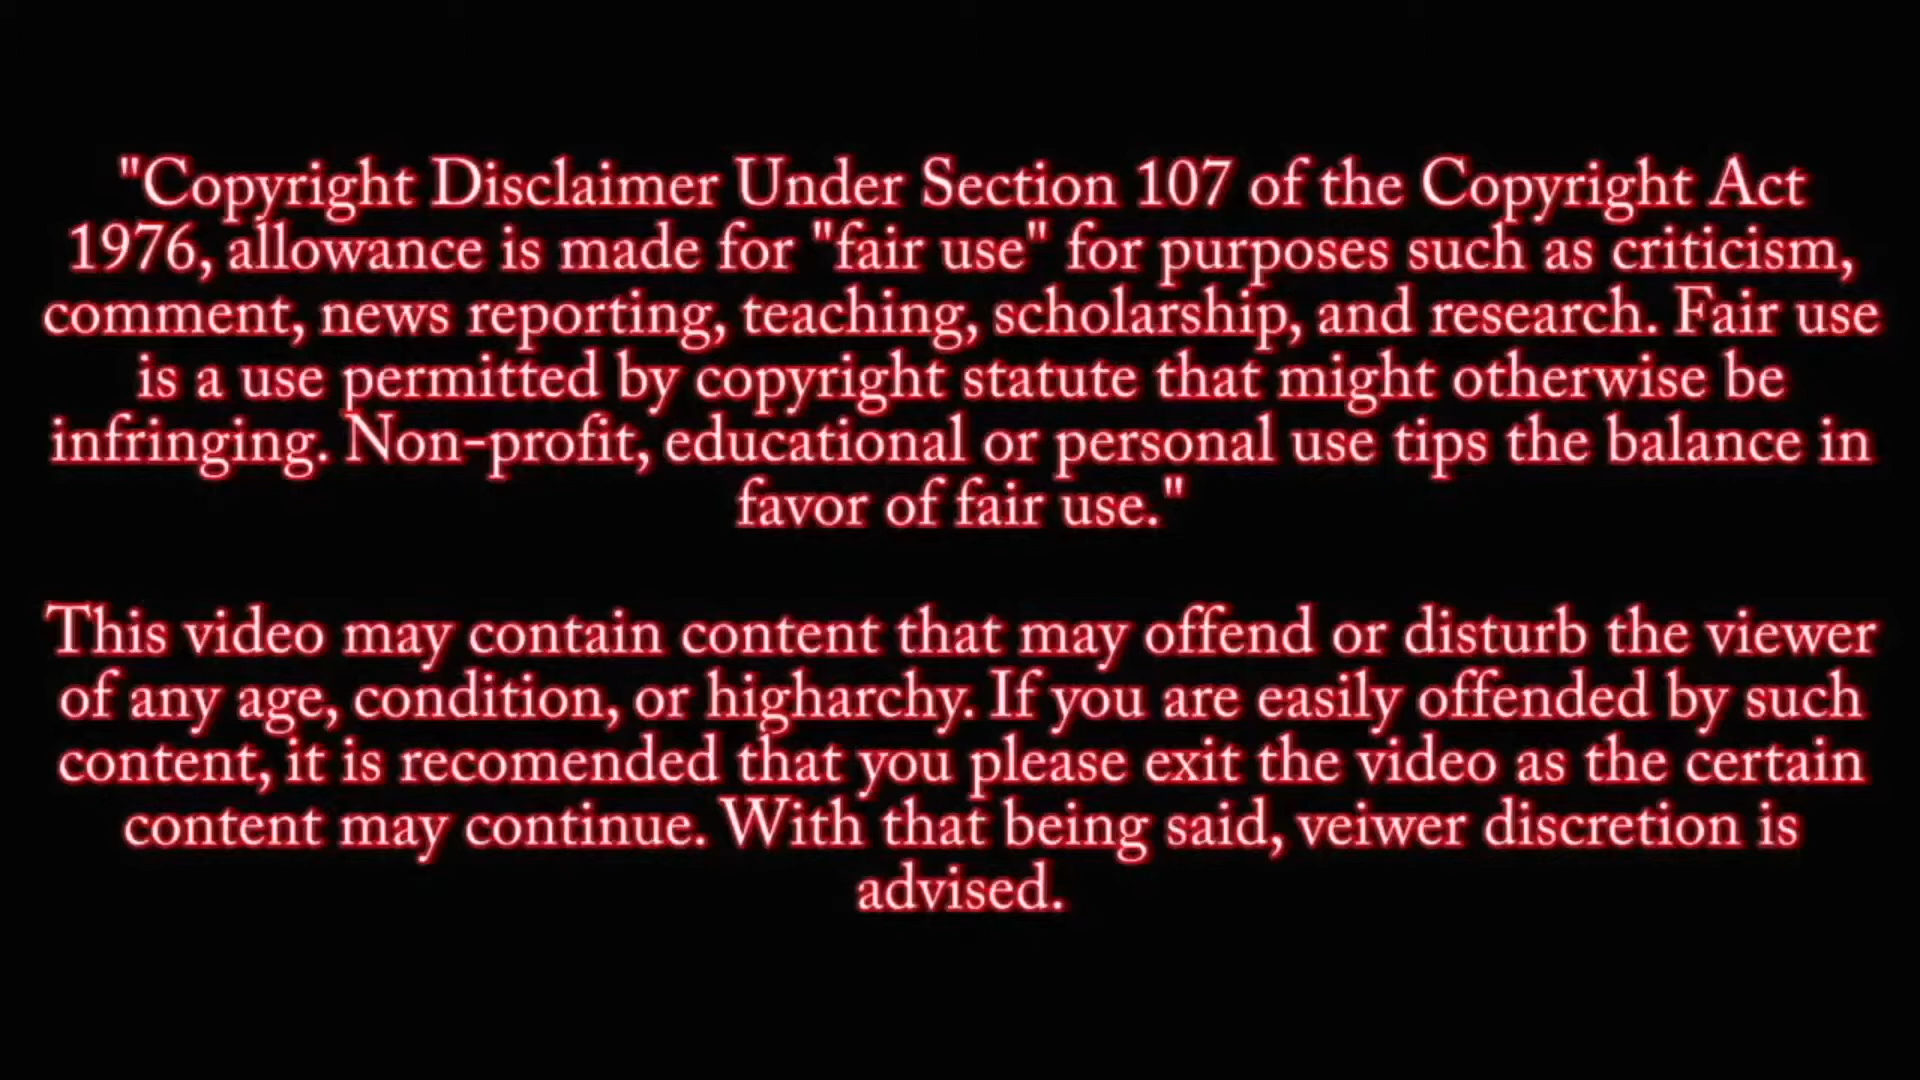 "Copyright Disclaimer Under Section 107 of the Copyright Act
1976, allowance is made for "fair use" for purposes such as criticism,
comment, news reporting, teaching, scholarship, and research. Fair use
is a use permitted by copyright statute that might otherwise be
infringing. Non-profit, educational or personal use tips the balance in
favor of fair use."
This video may contain content that may offend or disturb the viewer
of any age, condition, or higharchy. If you are easily offended by such
content, it is recomended that you please exit the video as the certain
content may continue. With that being said, veiwer discretion is
advised.